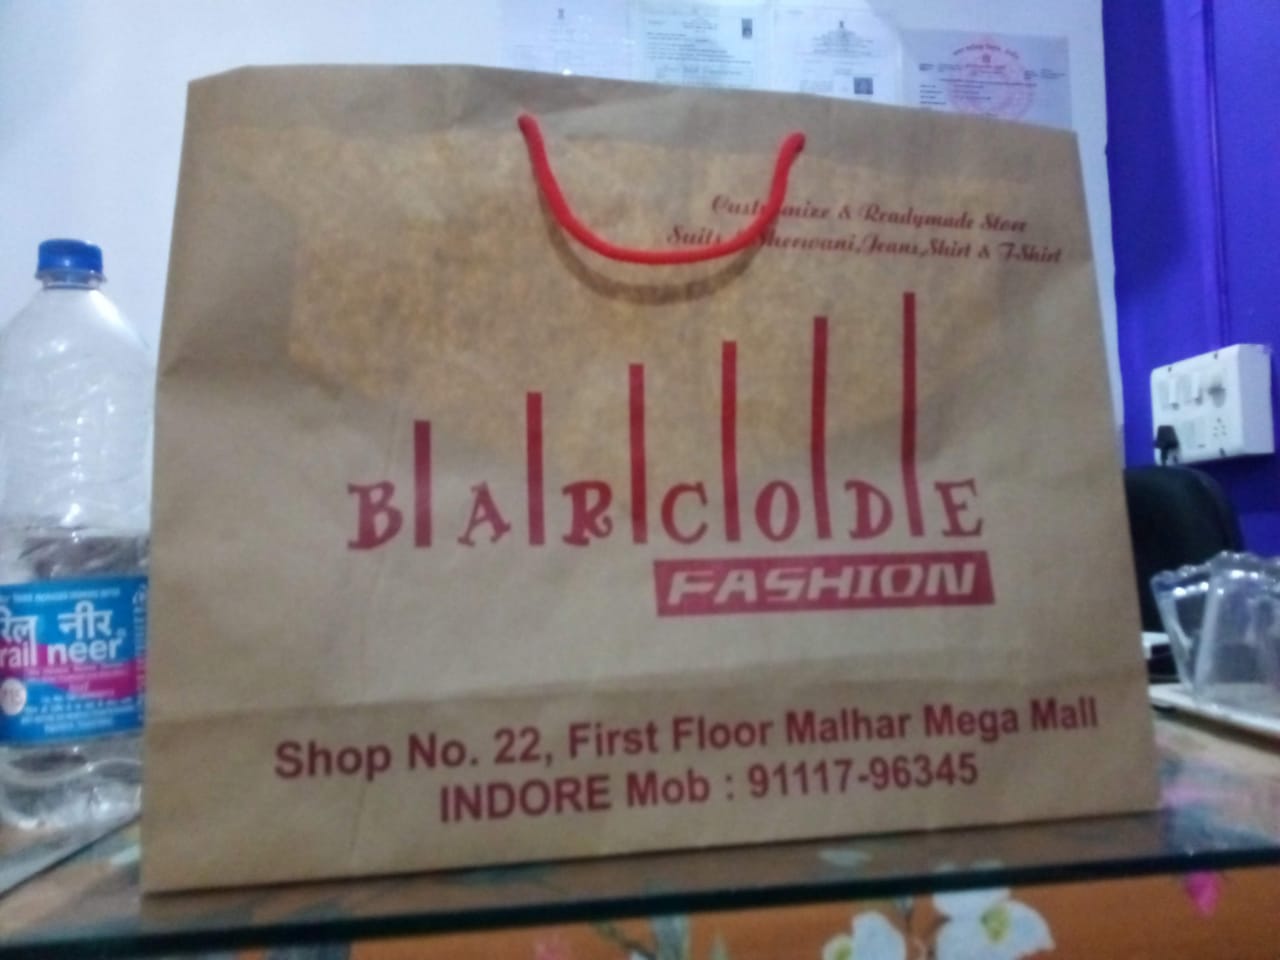 Customize & Readymade Store
Suits, Sherwani, Jeans, Shirt & T-Shirt
BARCODE
FASHION
Shop No. 22, First Floor Malhar Mega Mall
INDORE Mob : 91117-96345
रेल नीर
rail neer